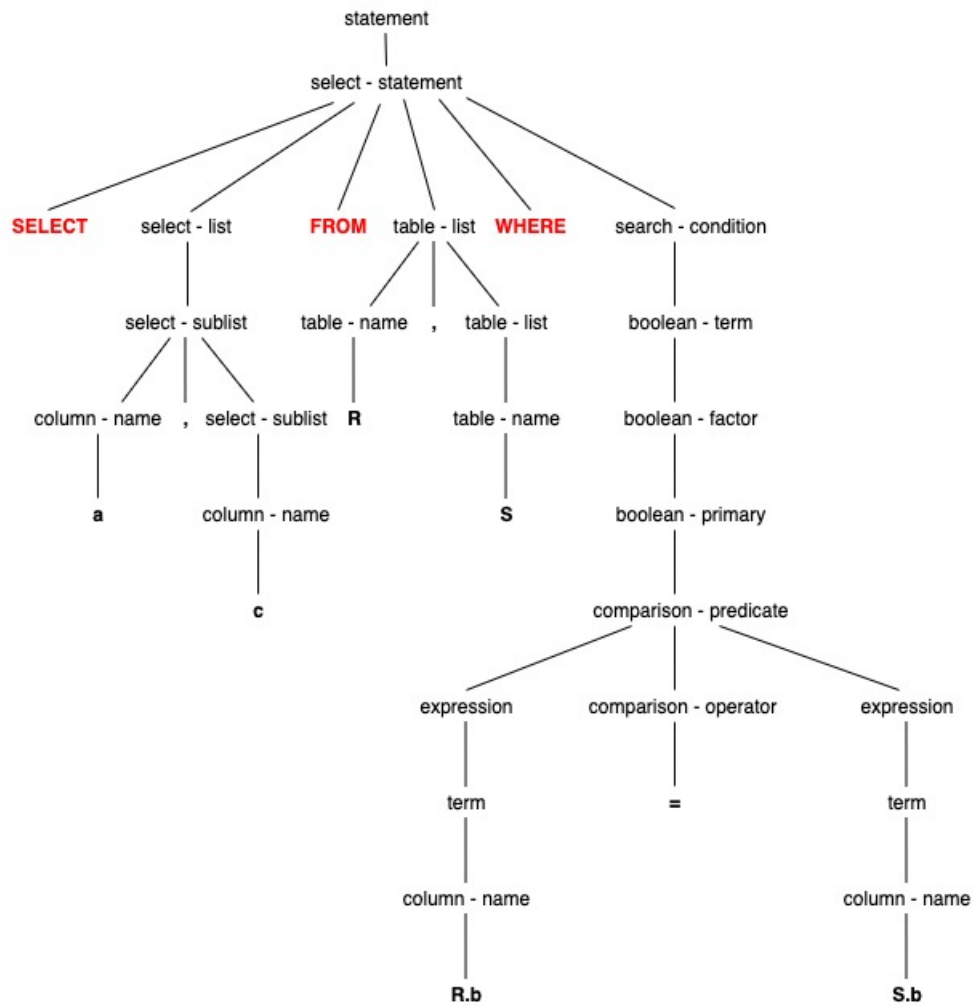 statement
select - statement
SELECT select - list FROM table - list WHERE search - condition
select - sublist table - name , table - list boolean - term
column - name , select - sublist R table - name boolean - factor
a column - name S boolean - primary
c comparison - predicate
expression comparison - operator expression
term = term
column - name column - name
R.b S.b